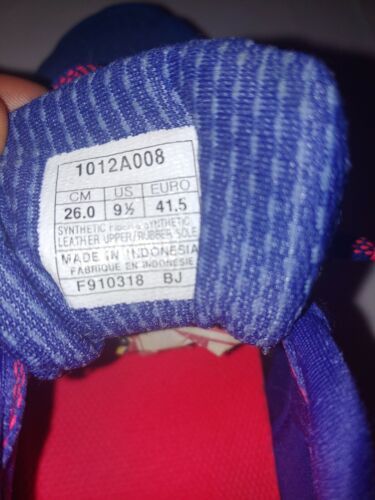 1012A008
CM US EURO
26.0 9½ 41.5
SYNTHETIC FIBER & SYNTHETIC
LEATHER UPPER/RUBBER SOLE
MADE IN INDONESIA
FABRIQUE EN INDONESIE
F910318 BJ